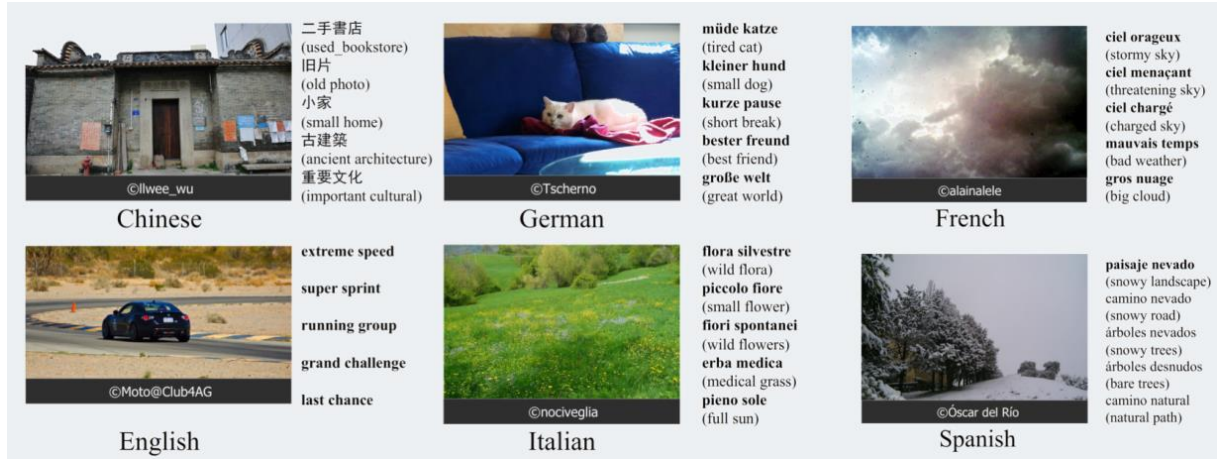 二手書店
(used_bookstore)
旧片
(old photo)
小家
(small home)
古建築
(ancient architecture)
重要文化
(important cultural)
©llwee_wu
Chinese
müde katze
(tired cat)
kleiner hund
(small dog)
kurze pause
(short break)
bester freund
(best friend)
große welt
(great world)
©Tscherno
German
ciel orageux
(stormy sky)
ciel menaçant
(threatening sky)
ciel chargé
(charged sky)
mauvais temps
(bad weather)
gros nuage
(big cloud)
©alainalele
French
extreme speed
super sprint
running group
grand challenge
last chance
©Moto@Club4AG
English
flora silvestre
(wild flora)
piccolo fiore
(small flower)
fiori spontanei
(wild flowers)
erba medica
(medical grass)
pieno sole
(full sun)
©nociveglia
Italian
paisaje nevado
(snowy landscape)
camino nevado
(snowy road)
árboles nevados
(snowy trees)
árboles desnudos
(bare trees)
camino natural
(natural path)
©Óscar del Río
Spanish